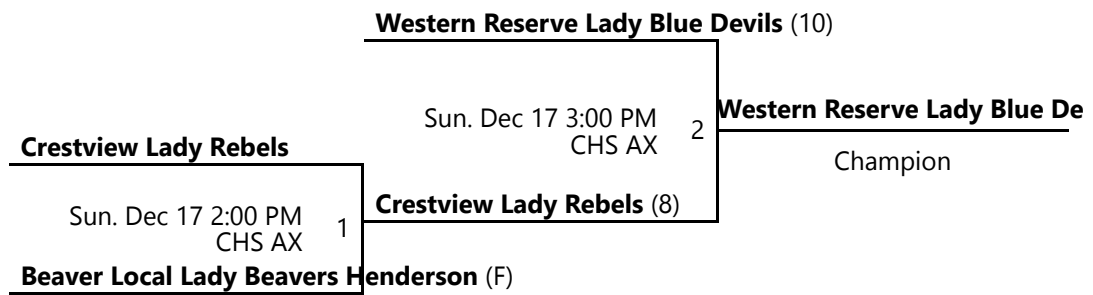 Western Reserve Lady Blue Devils (10)
Sun. Dec 17 3:00 PM
CHS AX
2
Western Reserve Lady Blue De
Champion
Crestview Lady Rebels
Crestview Lady Rebels (8)
Sun. Dec 17 2:00 PM
CHS AX
1
Beaver Local Lady Beavers Henderson (F)